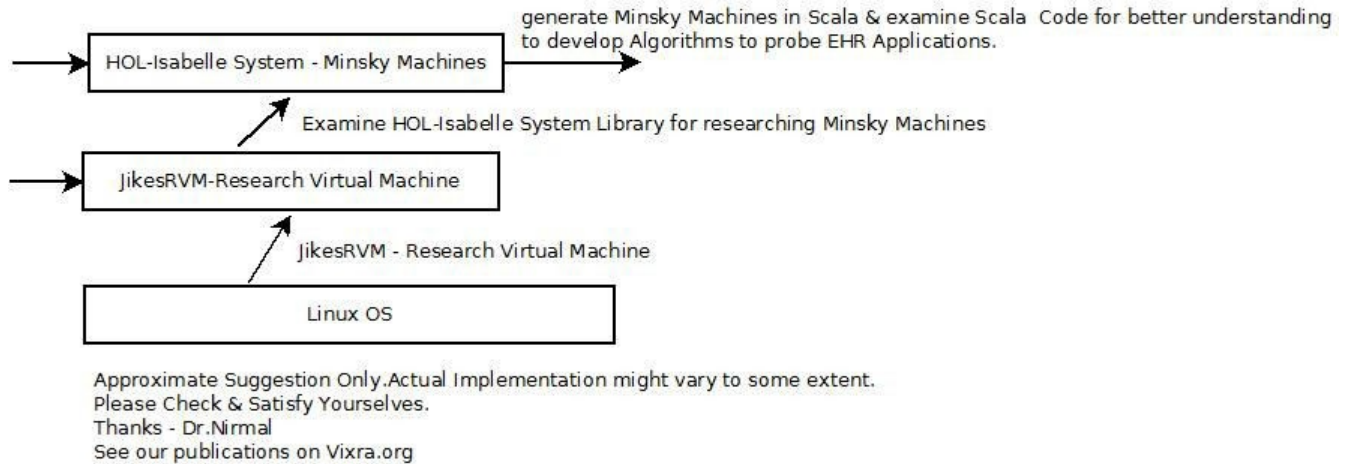 generate Minsky Machines in Scala & examine Scala Code for better understanding
to develop Algorithms to probe EHR Applications.
HOL-Isabelle System - Minsky Machines
Examine HOL-Isabelle System Library for researching Minsky Machines
JikesRVM-Research Virtual Machine
JikesRVM - Research Virtual Machine
Linux OS
Approximate Suggestion Only.Actual Implementation might vary to some extent.
Please Check & Satisfy Yourselves.
Thanks - Dr.Nirmal
See our publications on Vixra.org